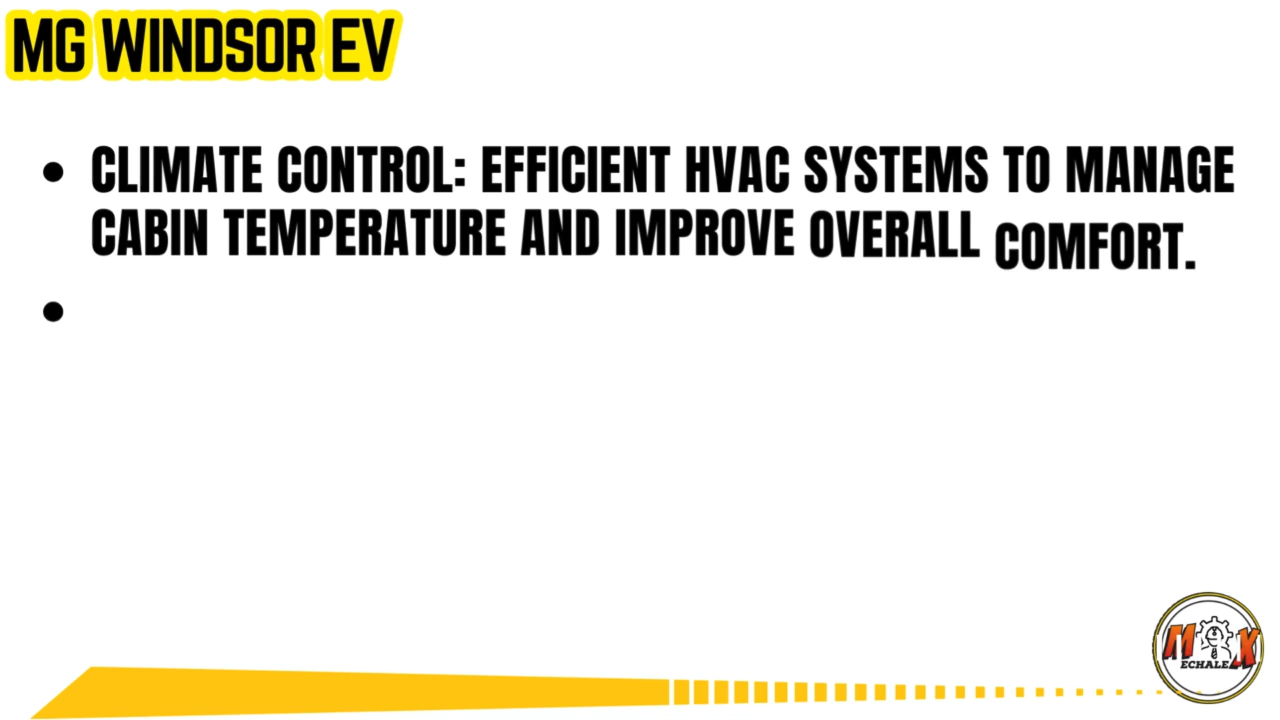 MG WINDSOR EV
• CLIMATE CONTROL: EFFICIENT HVAC SYSTEMS TO MANAGE
CABIN TEMPERATURE AND IMPROVE OVERALL COMFORT.
•
M X
ECHALE